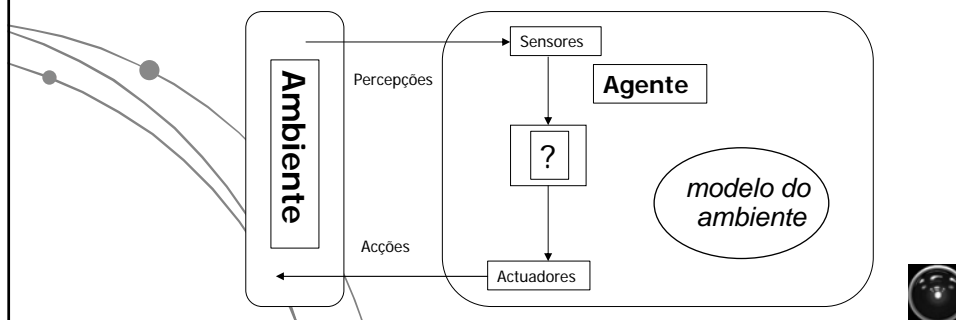 Sensores
Percepções
Agente
Ambiente
?
modelo do
ambiente
Acções
Actuadores